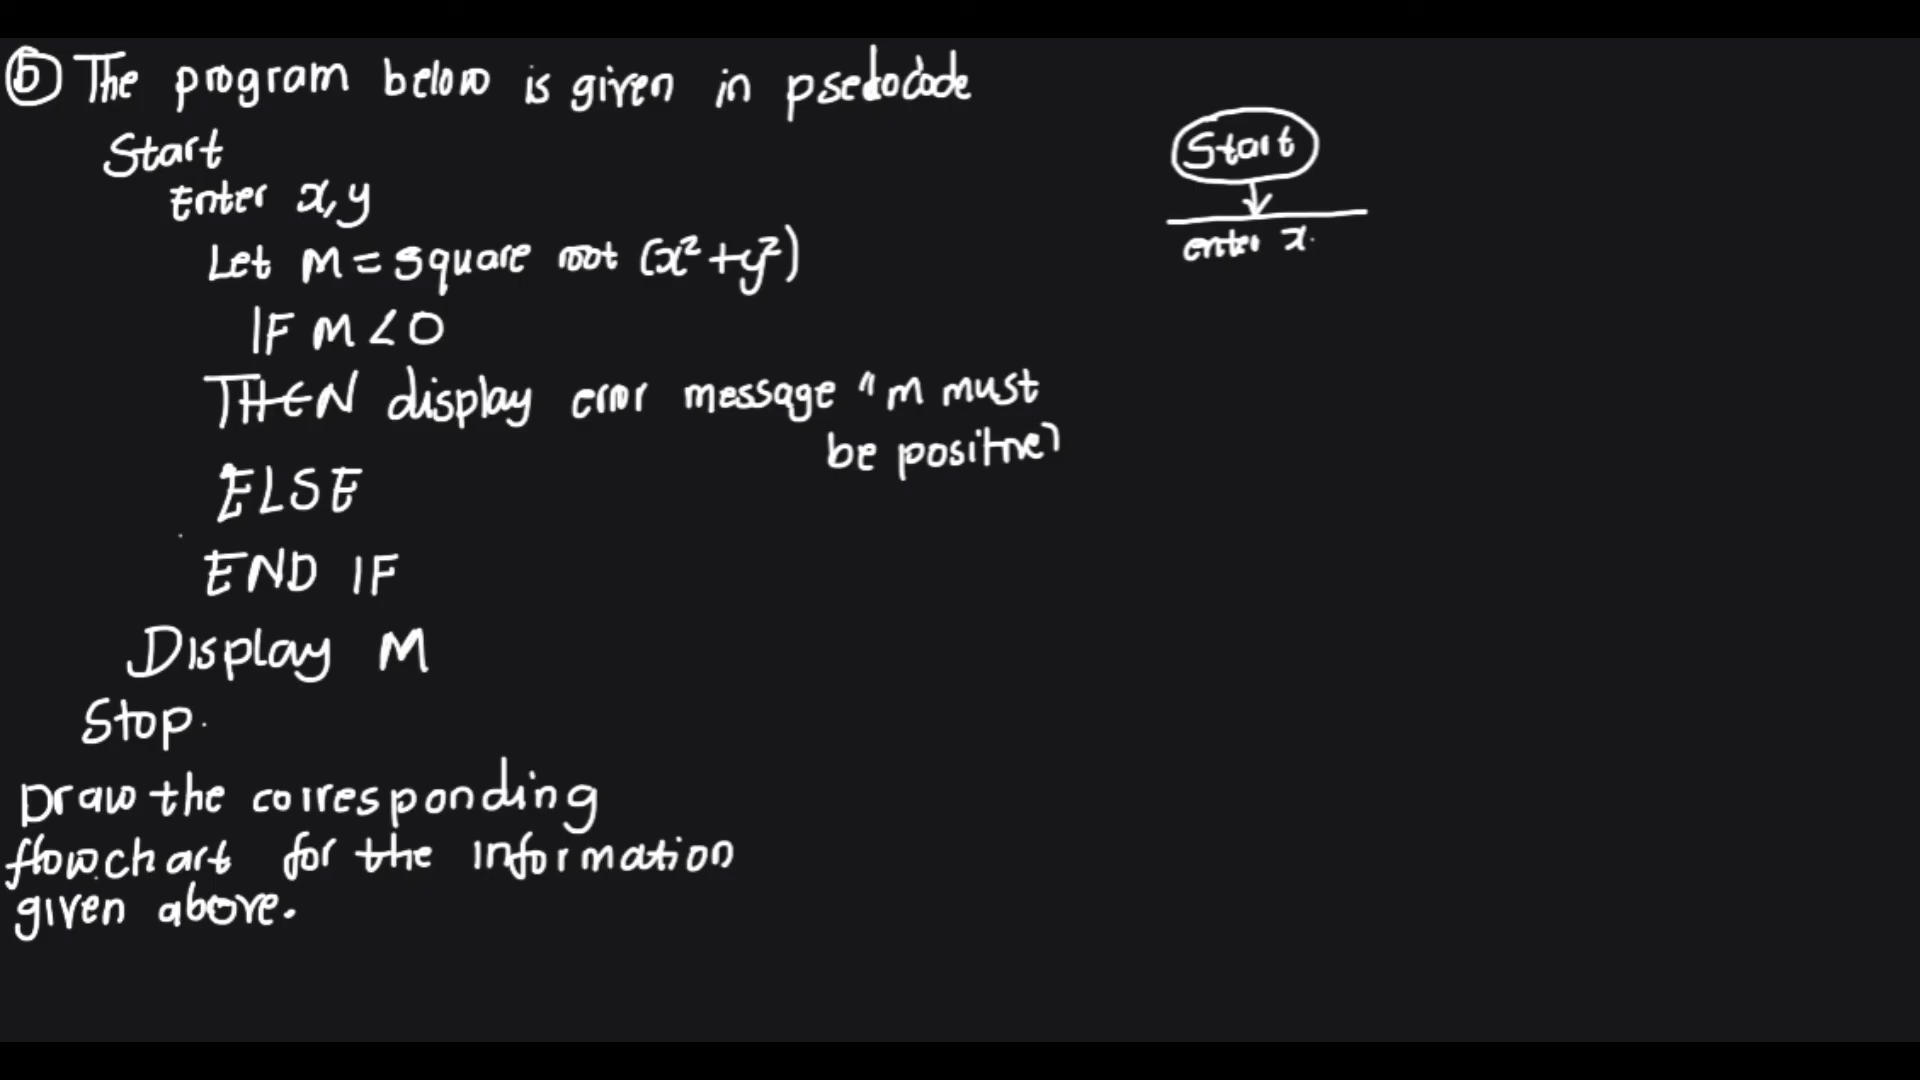 b The program below is given in psedocode
Start
Enter x, y
Let M = square root (x²+y²)
IF M < 0
THEN display error message "M must
be positive"
ELSE
END IF
Display M
Stop.
Draw the corresponding
flowchart for the information
given above.
Start
enter x